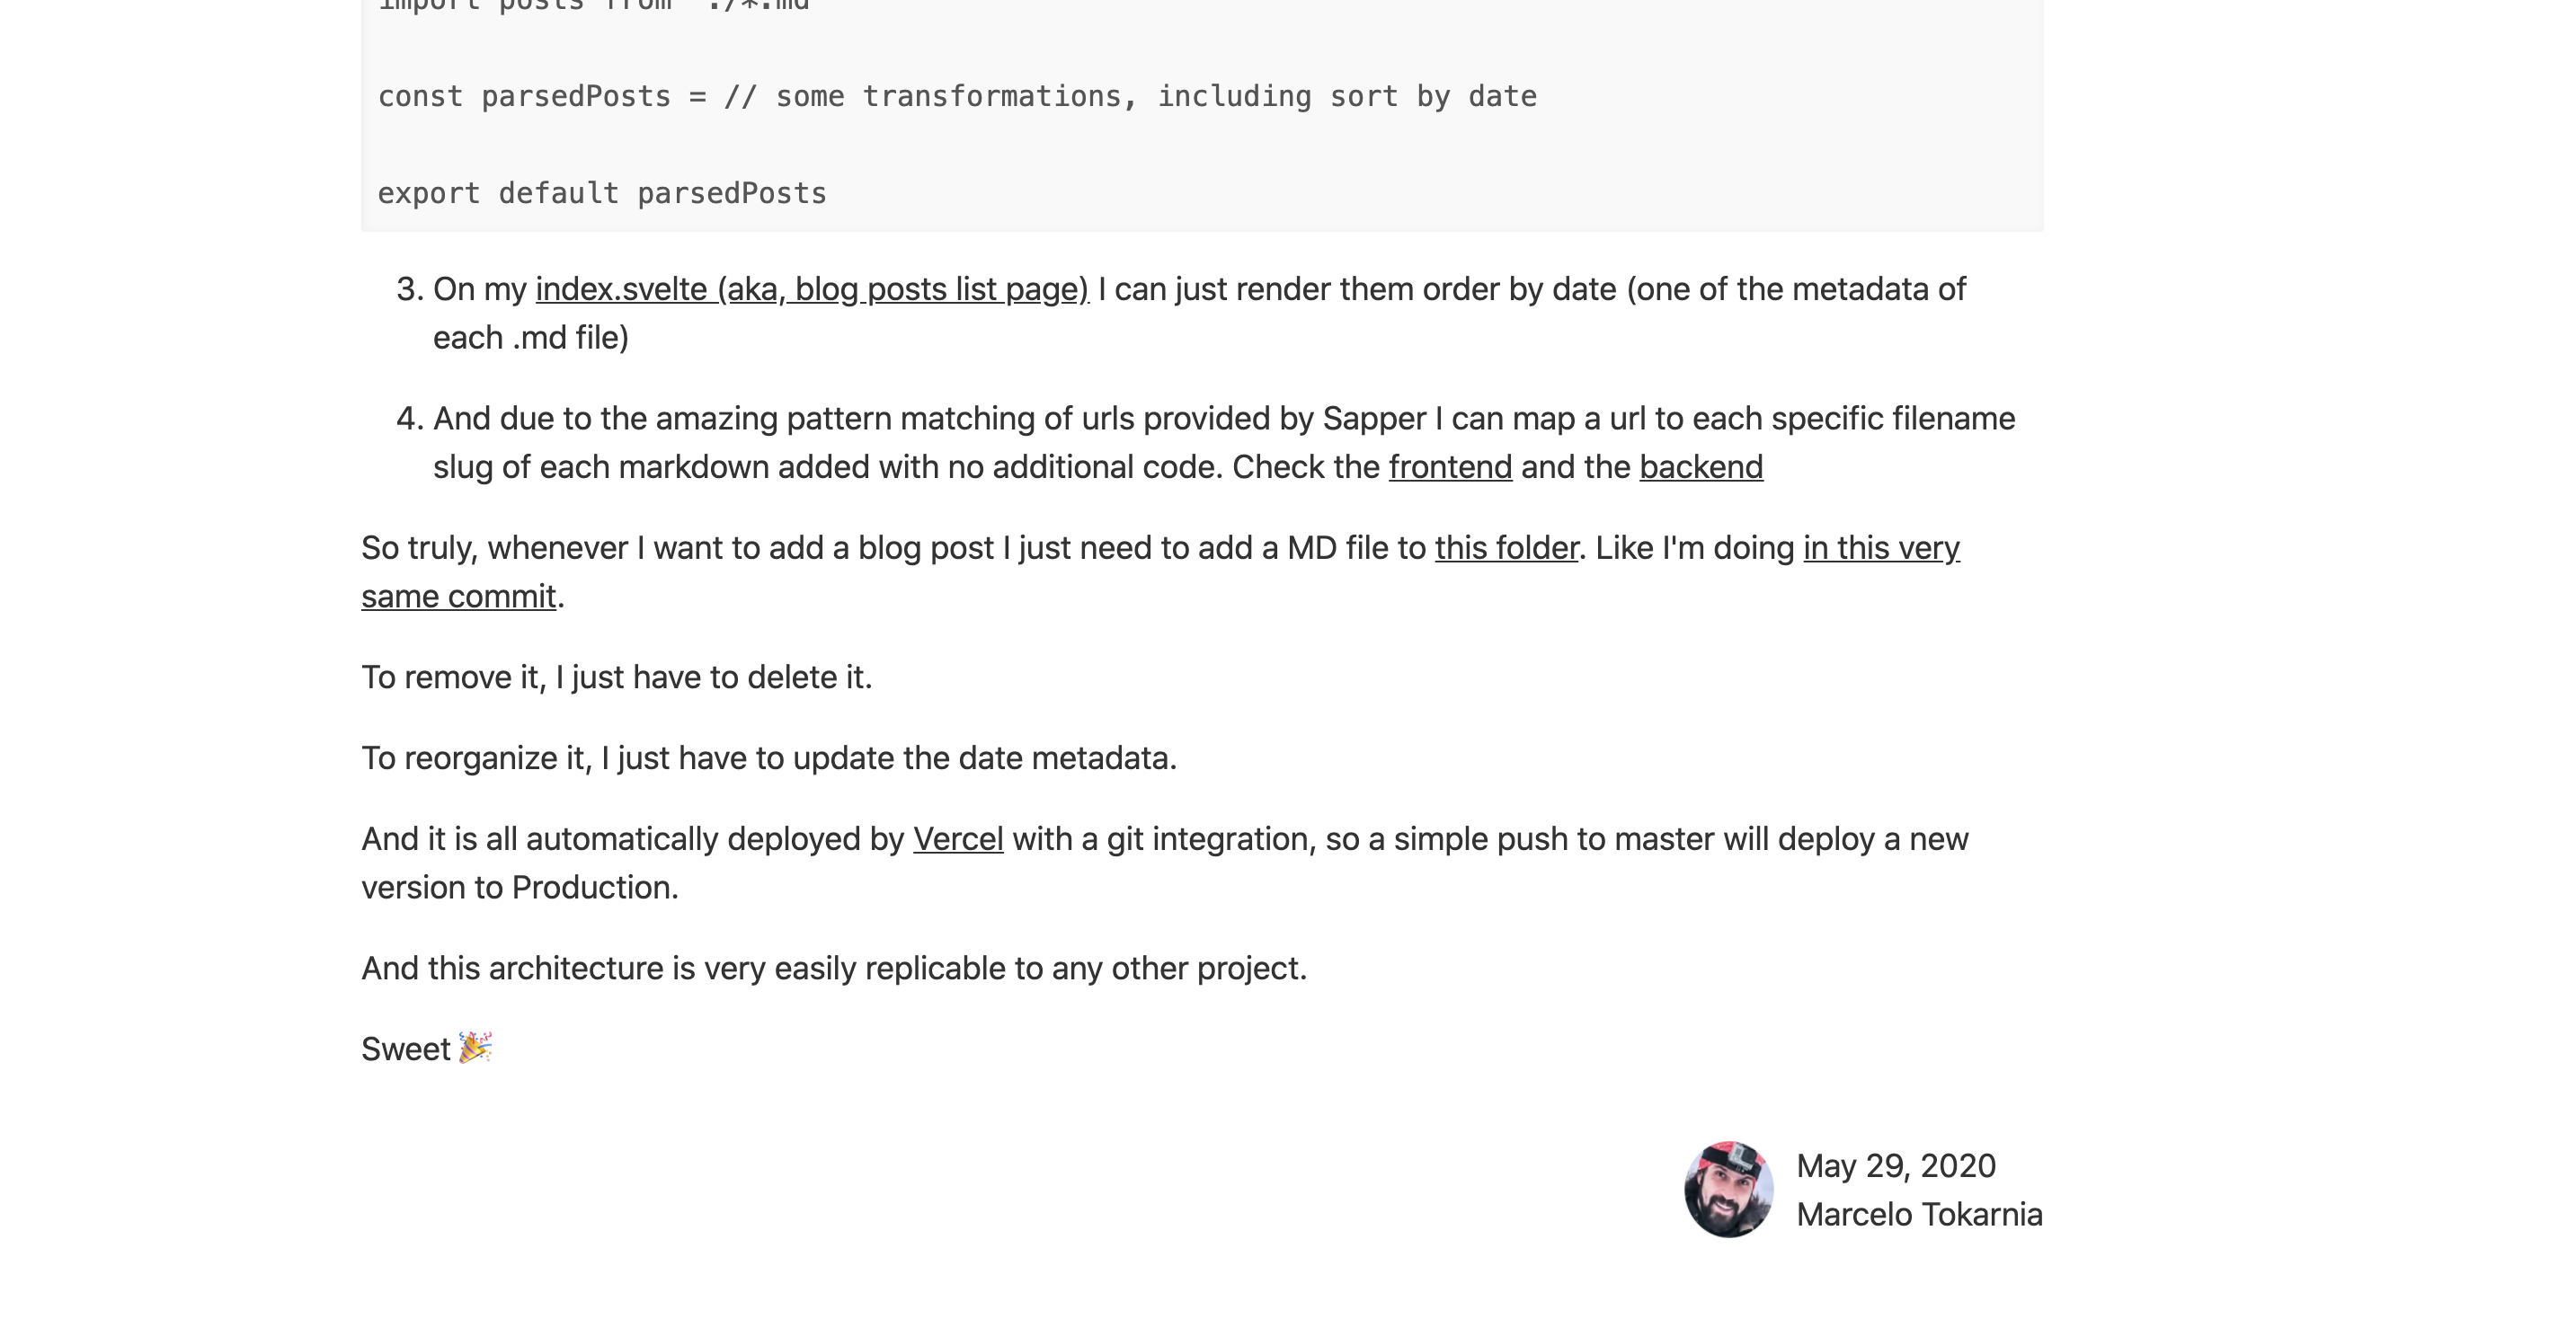 import posts from './*.md'
const parsedPosts = // some transformations, including sort by date
export default parsedPosts
3. On my index.svelte (aka, blog posts list page) I can just render them order by date (one of the metadata of
each .md file)
4. And due to the amazing pattern matching of urls provided by Sapper I can map a url to each specific filename
slug of each markdown added with no additional code. Check the frontend and the backend
So truly, whenever I want to add a blog post I just need to add a MD file to this folder. Like I'm doing in this very
same commit.
To remove it, I just have to delete it.
To reorganize it, I just have to update the date metadata.
And it is all automatically deployed by Vercel with a git integration, so a simple push to master will deploy a new
version to Production.
And this architecture is very easily replicable to any other project.
Sweet 🎉
May 29, 2020
Marcelo Tokarnia